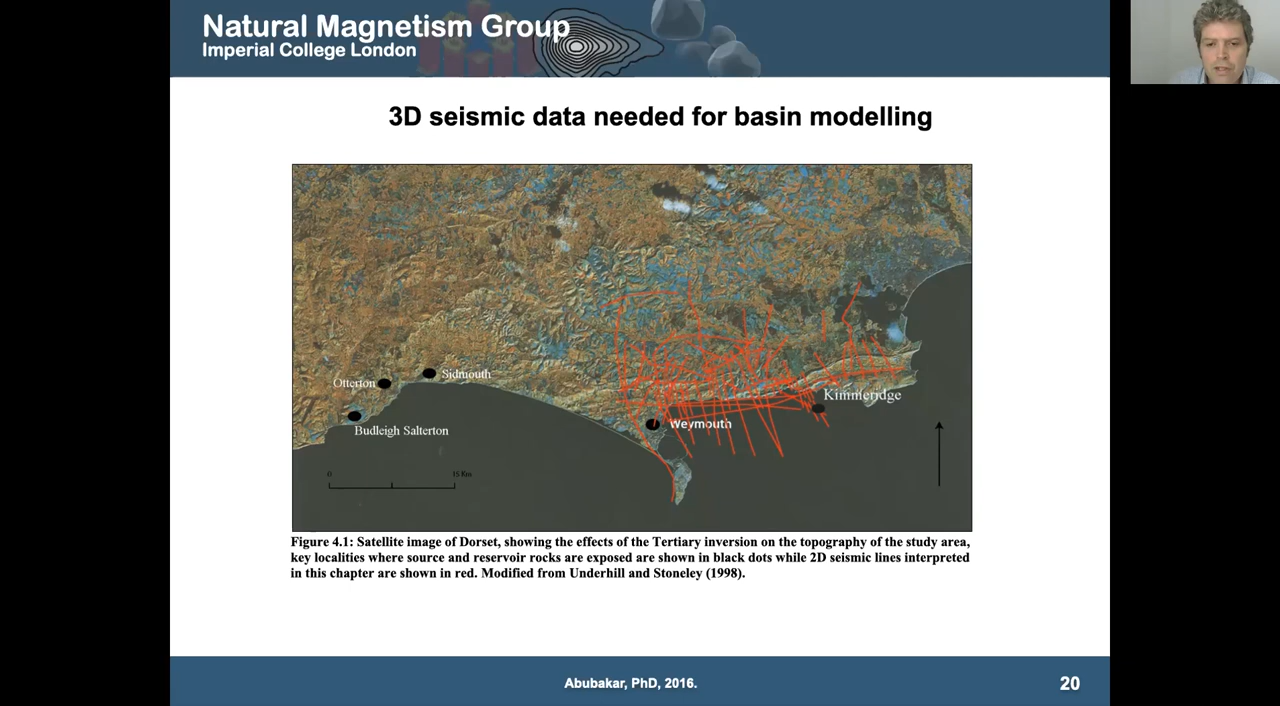 Natural Magnetism Group
Imperial College London
3D seismic data needed for basin modelling
Otterton
Sidmouth
Kimmeridge
Budleigh Salterton
Weymouth
0
15 Km
Figure 4.1: Satellite image of Dorset, showing the effects of the Tertiary inversion on the topography of the study area,
key localities where source and reservoir rocks are exposed are shown in black dots while 2D seismic lines interpreted
in this chapter are shown in red. Modified from Underhill and Stoneley (1998).
Abubakar, PhD, 2016.
20